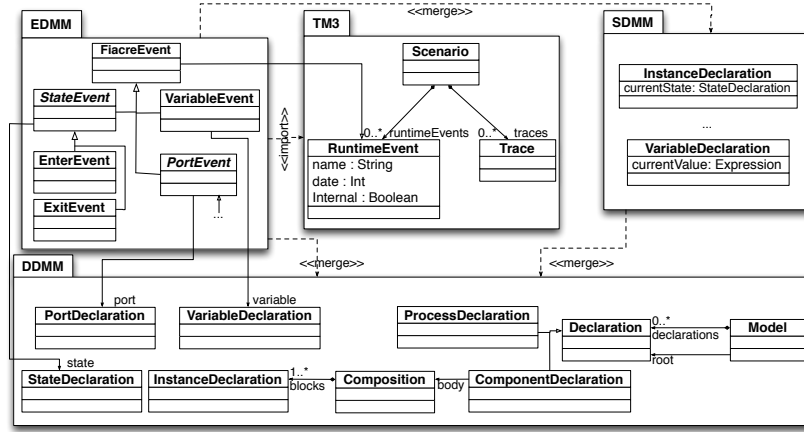 EDMM
<<merge>>
TM3
SDMM
FiacreEvent
Scenario
InstanceDeclaration
currentState: StateDeclaration
StateEvent
VariableEvent
...
<<import>>
0..*
runtimeEvents
0..*
traces
RuntimeEvent
name : String
date : Int
Internal : Boolean
Trace
VariableDeclaration
currentValue: Expression
EnterEvent
PortEvent
ExitEvent
...
<<merge>>
<<merge>>
DDMM
port
variable
PortDeclaration
VariableDeclaration
ProcessDeclaration
Declaration
0..*
declarations
Model
root
state
StateDeclaration
InstanceDeclaration
1..*
blocks
Composition
body
ComponentDeclaration